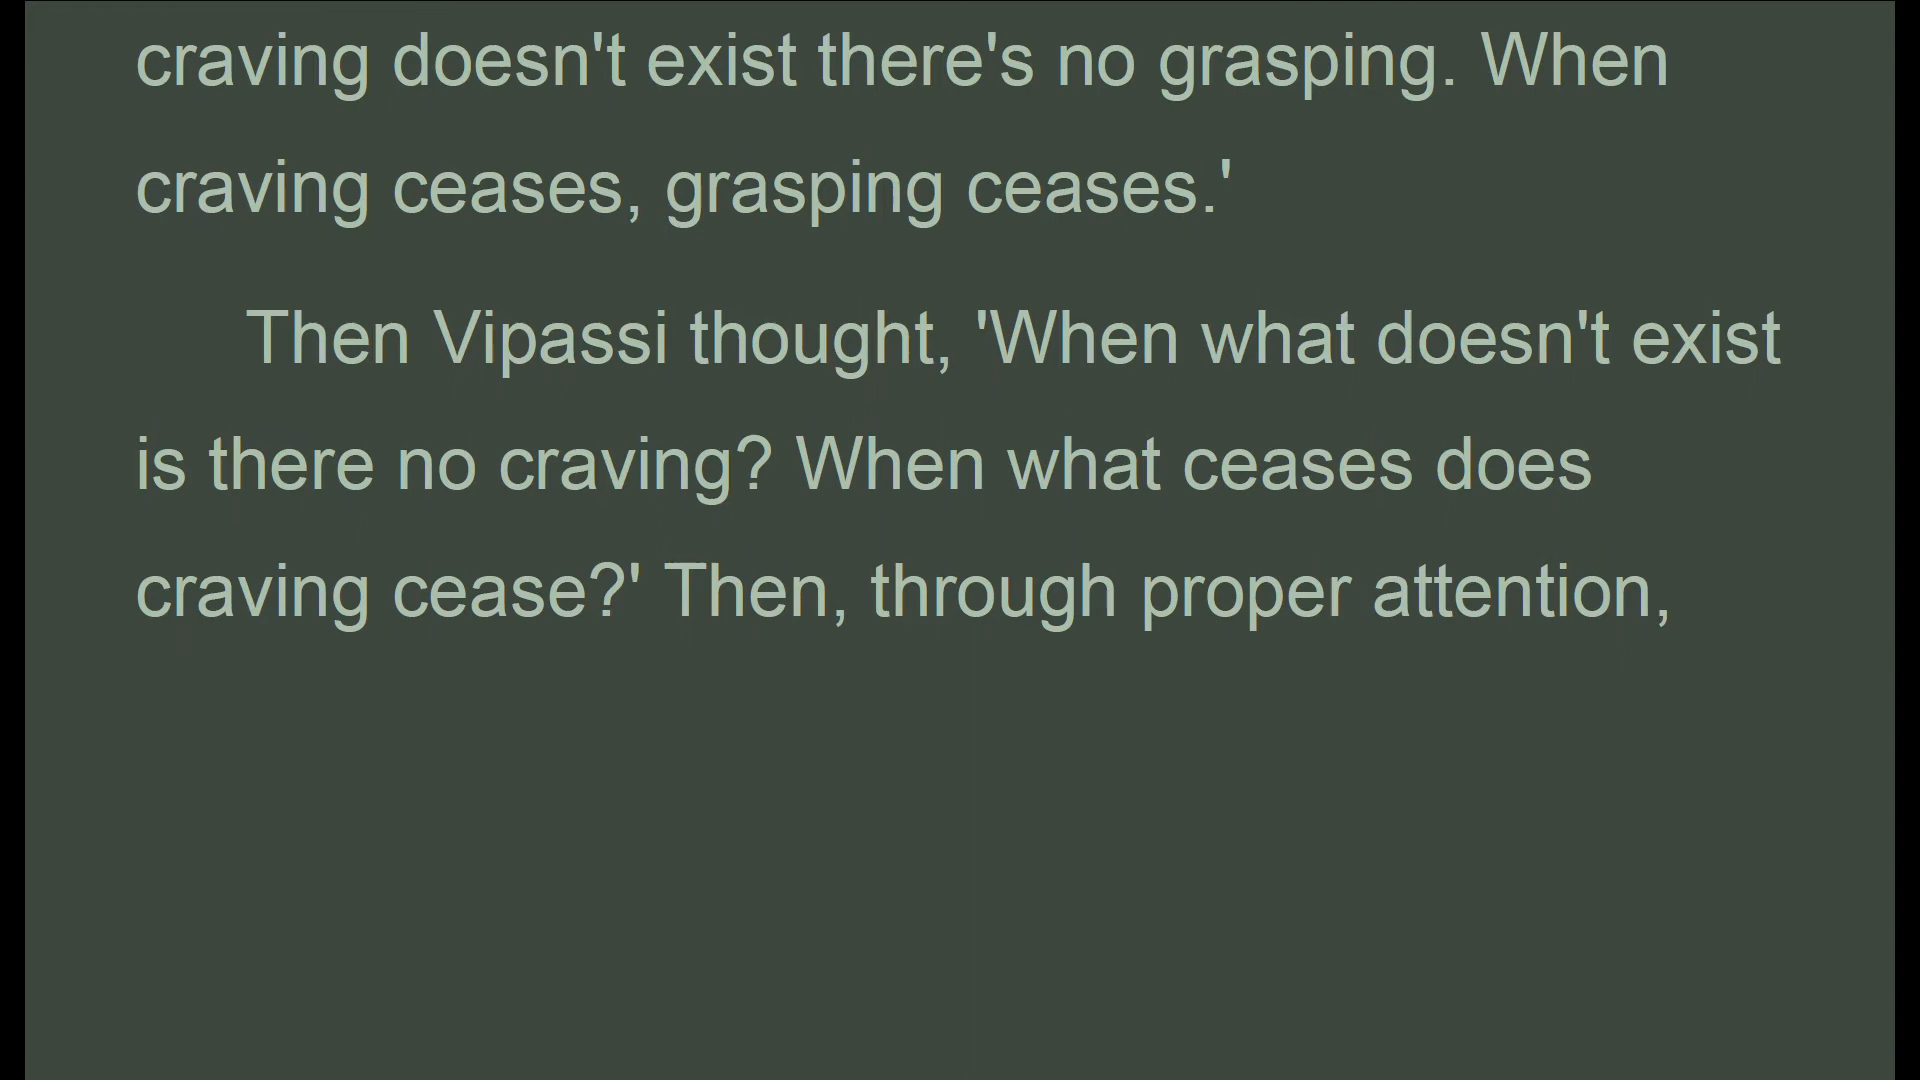 craving doesn't exist there's no grasping. When
craving ceases, grasping ceases.'
Then Vipassi thought, 'When what doesn't exist
is there no craving? When what ceases does
craving cease?' Then, through proper attention,